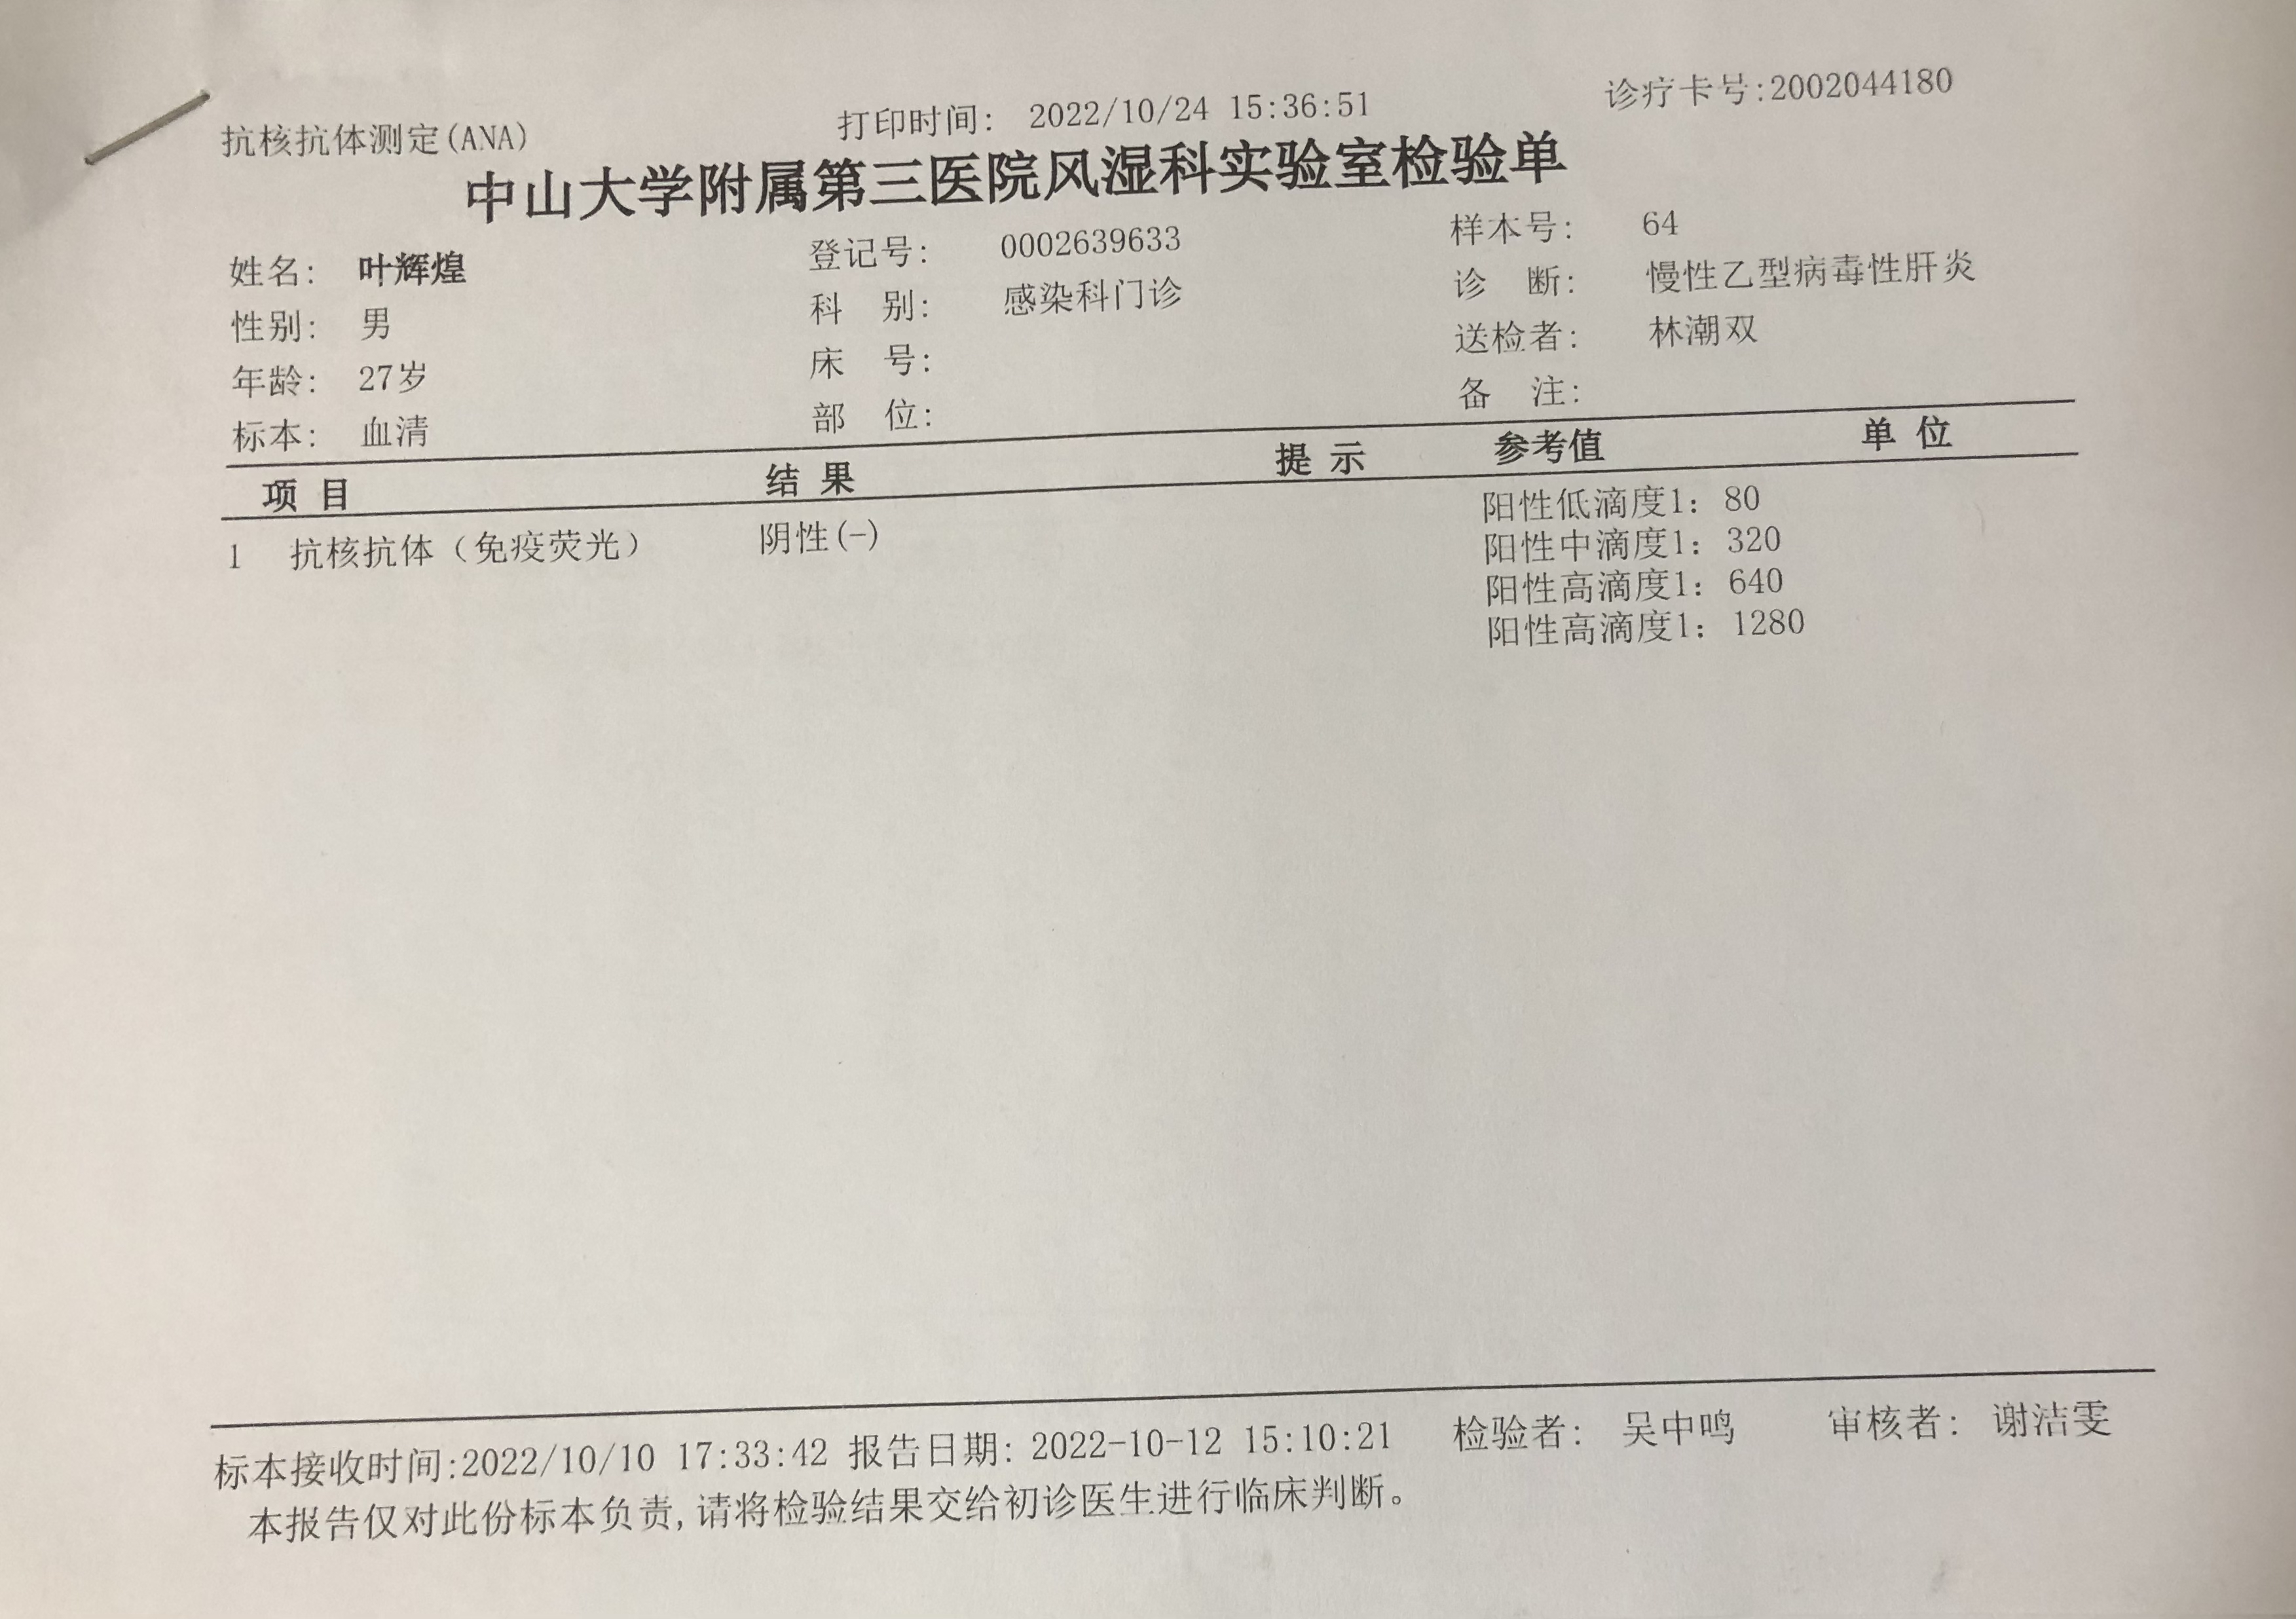 抗核抗体测定(ANA) 打印时间: 2022/10/24 15:36:51 诊疗卡号:2002044180
中山大学附属第三医院风湿科实验室检验单
姓名: 叶辉煌 登记号: 0002639633 样本号: 64
性别: 男 科 别: 感染科门诊 诊 断: 慢性乙型病毒性肝炎
年龄: 27岁 床 号: 送检者: 林潮双
标本: 血清 部 位: 备 注:
项 目 结 果 提 示 参考值 单 位
1 抗核抗体（免疫荧光） 阴性(-) 阳性低滴度1: 80
阳性中滴度1: 320
阳性高滴度1: 640
阳性高滴度1: 1280
标本接收时间:2022/10/10 17:33:42 报告日期: 2022-10-12 15:10:21 检验者: 吴中鸣 审核者: 谢洁雯
本报告仅对此份标本负责,请将检验结果交给初诊医生进行临床判断。